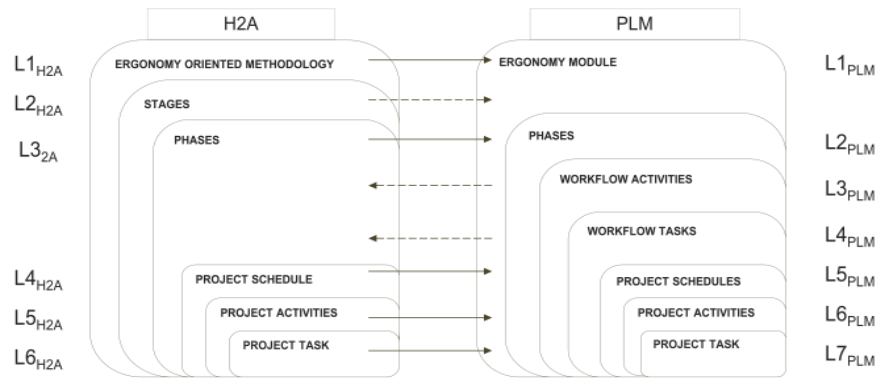 H2A PLM
L1H2A ERGONOMY ORIENTED METHODOLOGY ERGONOMY MODULE L1PLM
L2H2A STAGES
L32A PHASES PHASES L2PLM
WORKFLOW ACTIVITIES L3PLM
WORKFLOW TASKS L4PLM
L4H2A PROJECT SCHEDULE PROJECT SCHEDULES L5PLM
L5H2A PROJECT ACTIVITIES PROJECT ACTIVITIES L6PLM
L6H2A PROJECT TASK PROJECT TASK L7PLM